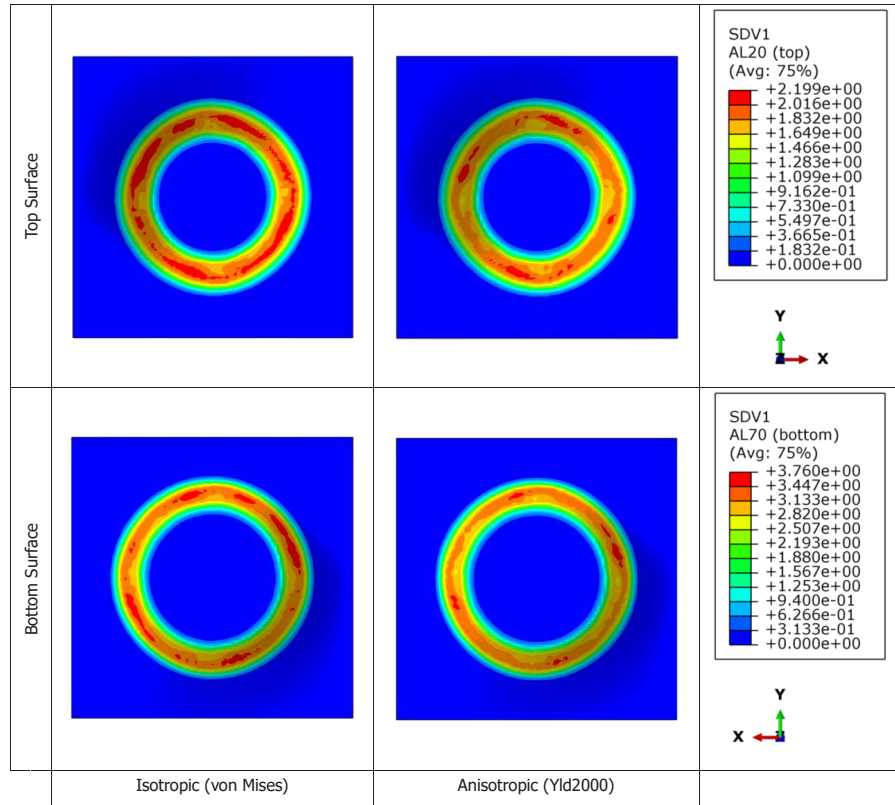 Top Surface
SDV1
AL20 (top)
(Avg: 75%)
+2.199e+00
+2.016e+00
+1.832e+00
+1.649e+00
+1.466e+00
+1.283e+00
+1.099e+00
+9.162e-01
+7.330e-01
+5.497e-01
+3.665e-01
+1.832e-01
+0.000e+00
Y
Z X
Bottom Surface
SDV1
AL70 (bottom)
(Avg: 75%)
+3.760e+00
+3.447e+00
+3.133e+00
+2.820e+00
+2.507e+00
+2.193e+00
+1.880e+00
+1.567e+00
+1.253e+00
+9.400e-01
+6.266e-01
+3.133e-01
+0.000e+00
Y
X Z
Isotropic (von Mises)
Anisotropic (Yld2000)